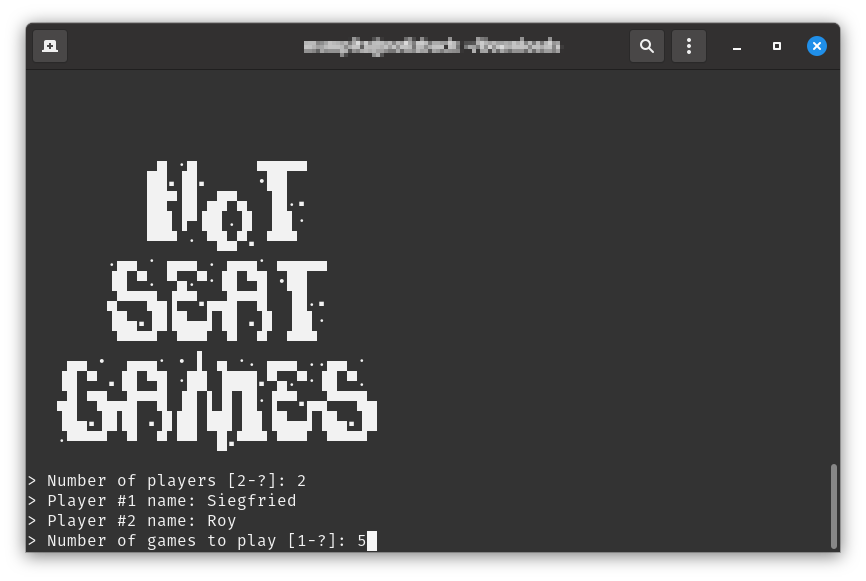 HOT
SEAT
GAMES
> Number of players [2-?]: 2
> Player #1 name: Siegfried
> Player #2 name: Roy
> Number of games to play [1-?]: 5